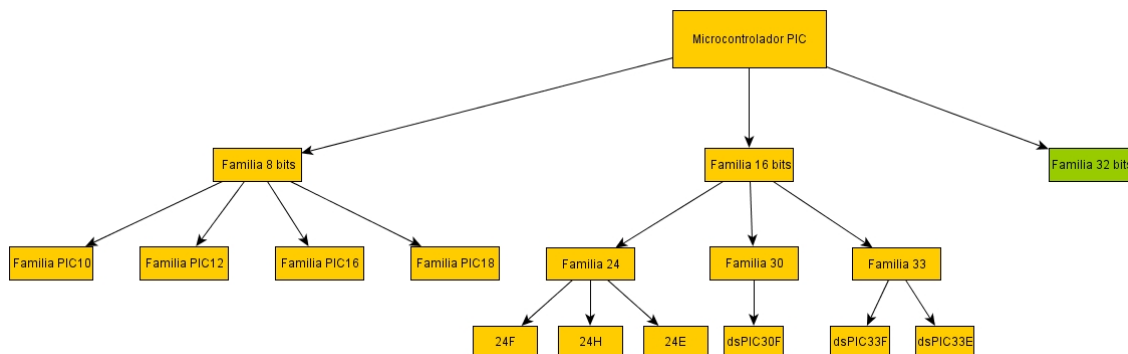 Microcontrolador PIC
Familia 8 bits
Familia 16 bits
Familia 32 bits
Familia PIC10
Familia PIC12
Familia PIC16
Familia PIC18
Familia 24
Familia 30
Familia 33
24F
24H
24E
dsPIC30F
dsPIC33F
dsPIC33E